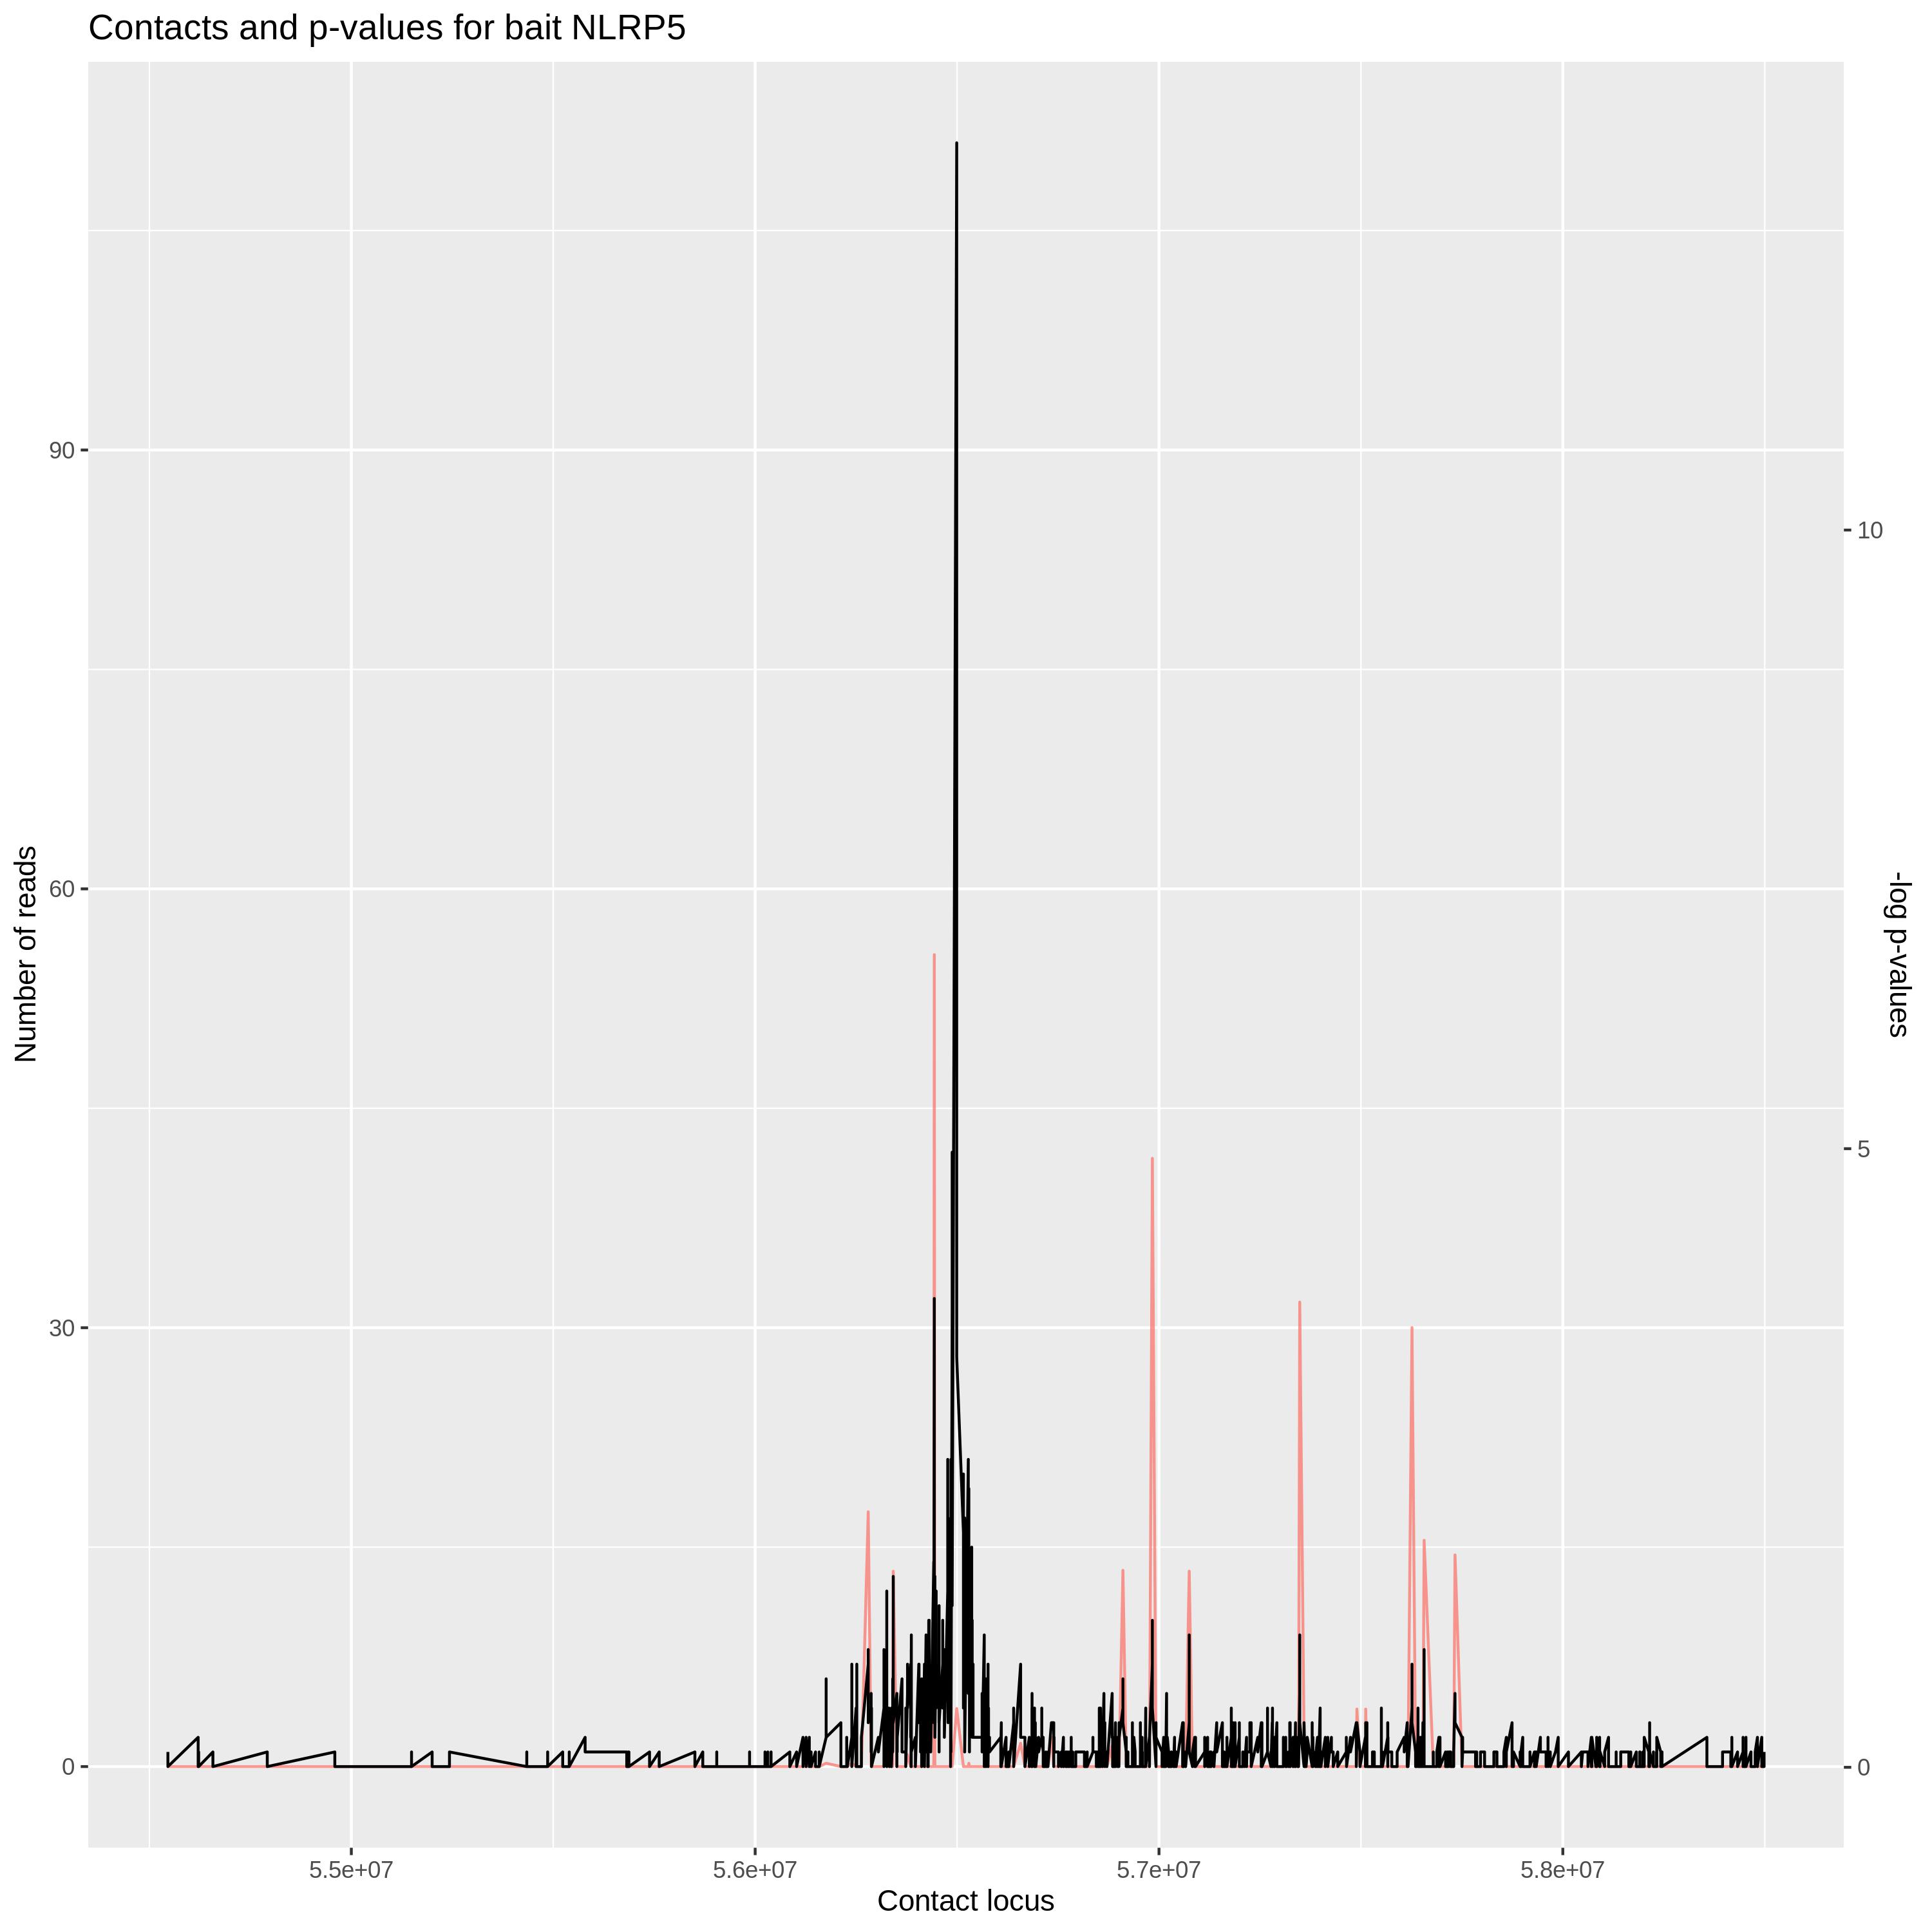 Contacts and p-values for bait NLRP5
Number of reads
90
60
30
0
10
5
0
-log p-values
5.5e+07
5.6e+07
5.7e+07
5.8e+07
Contact locus